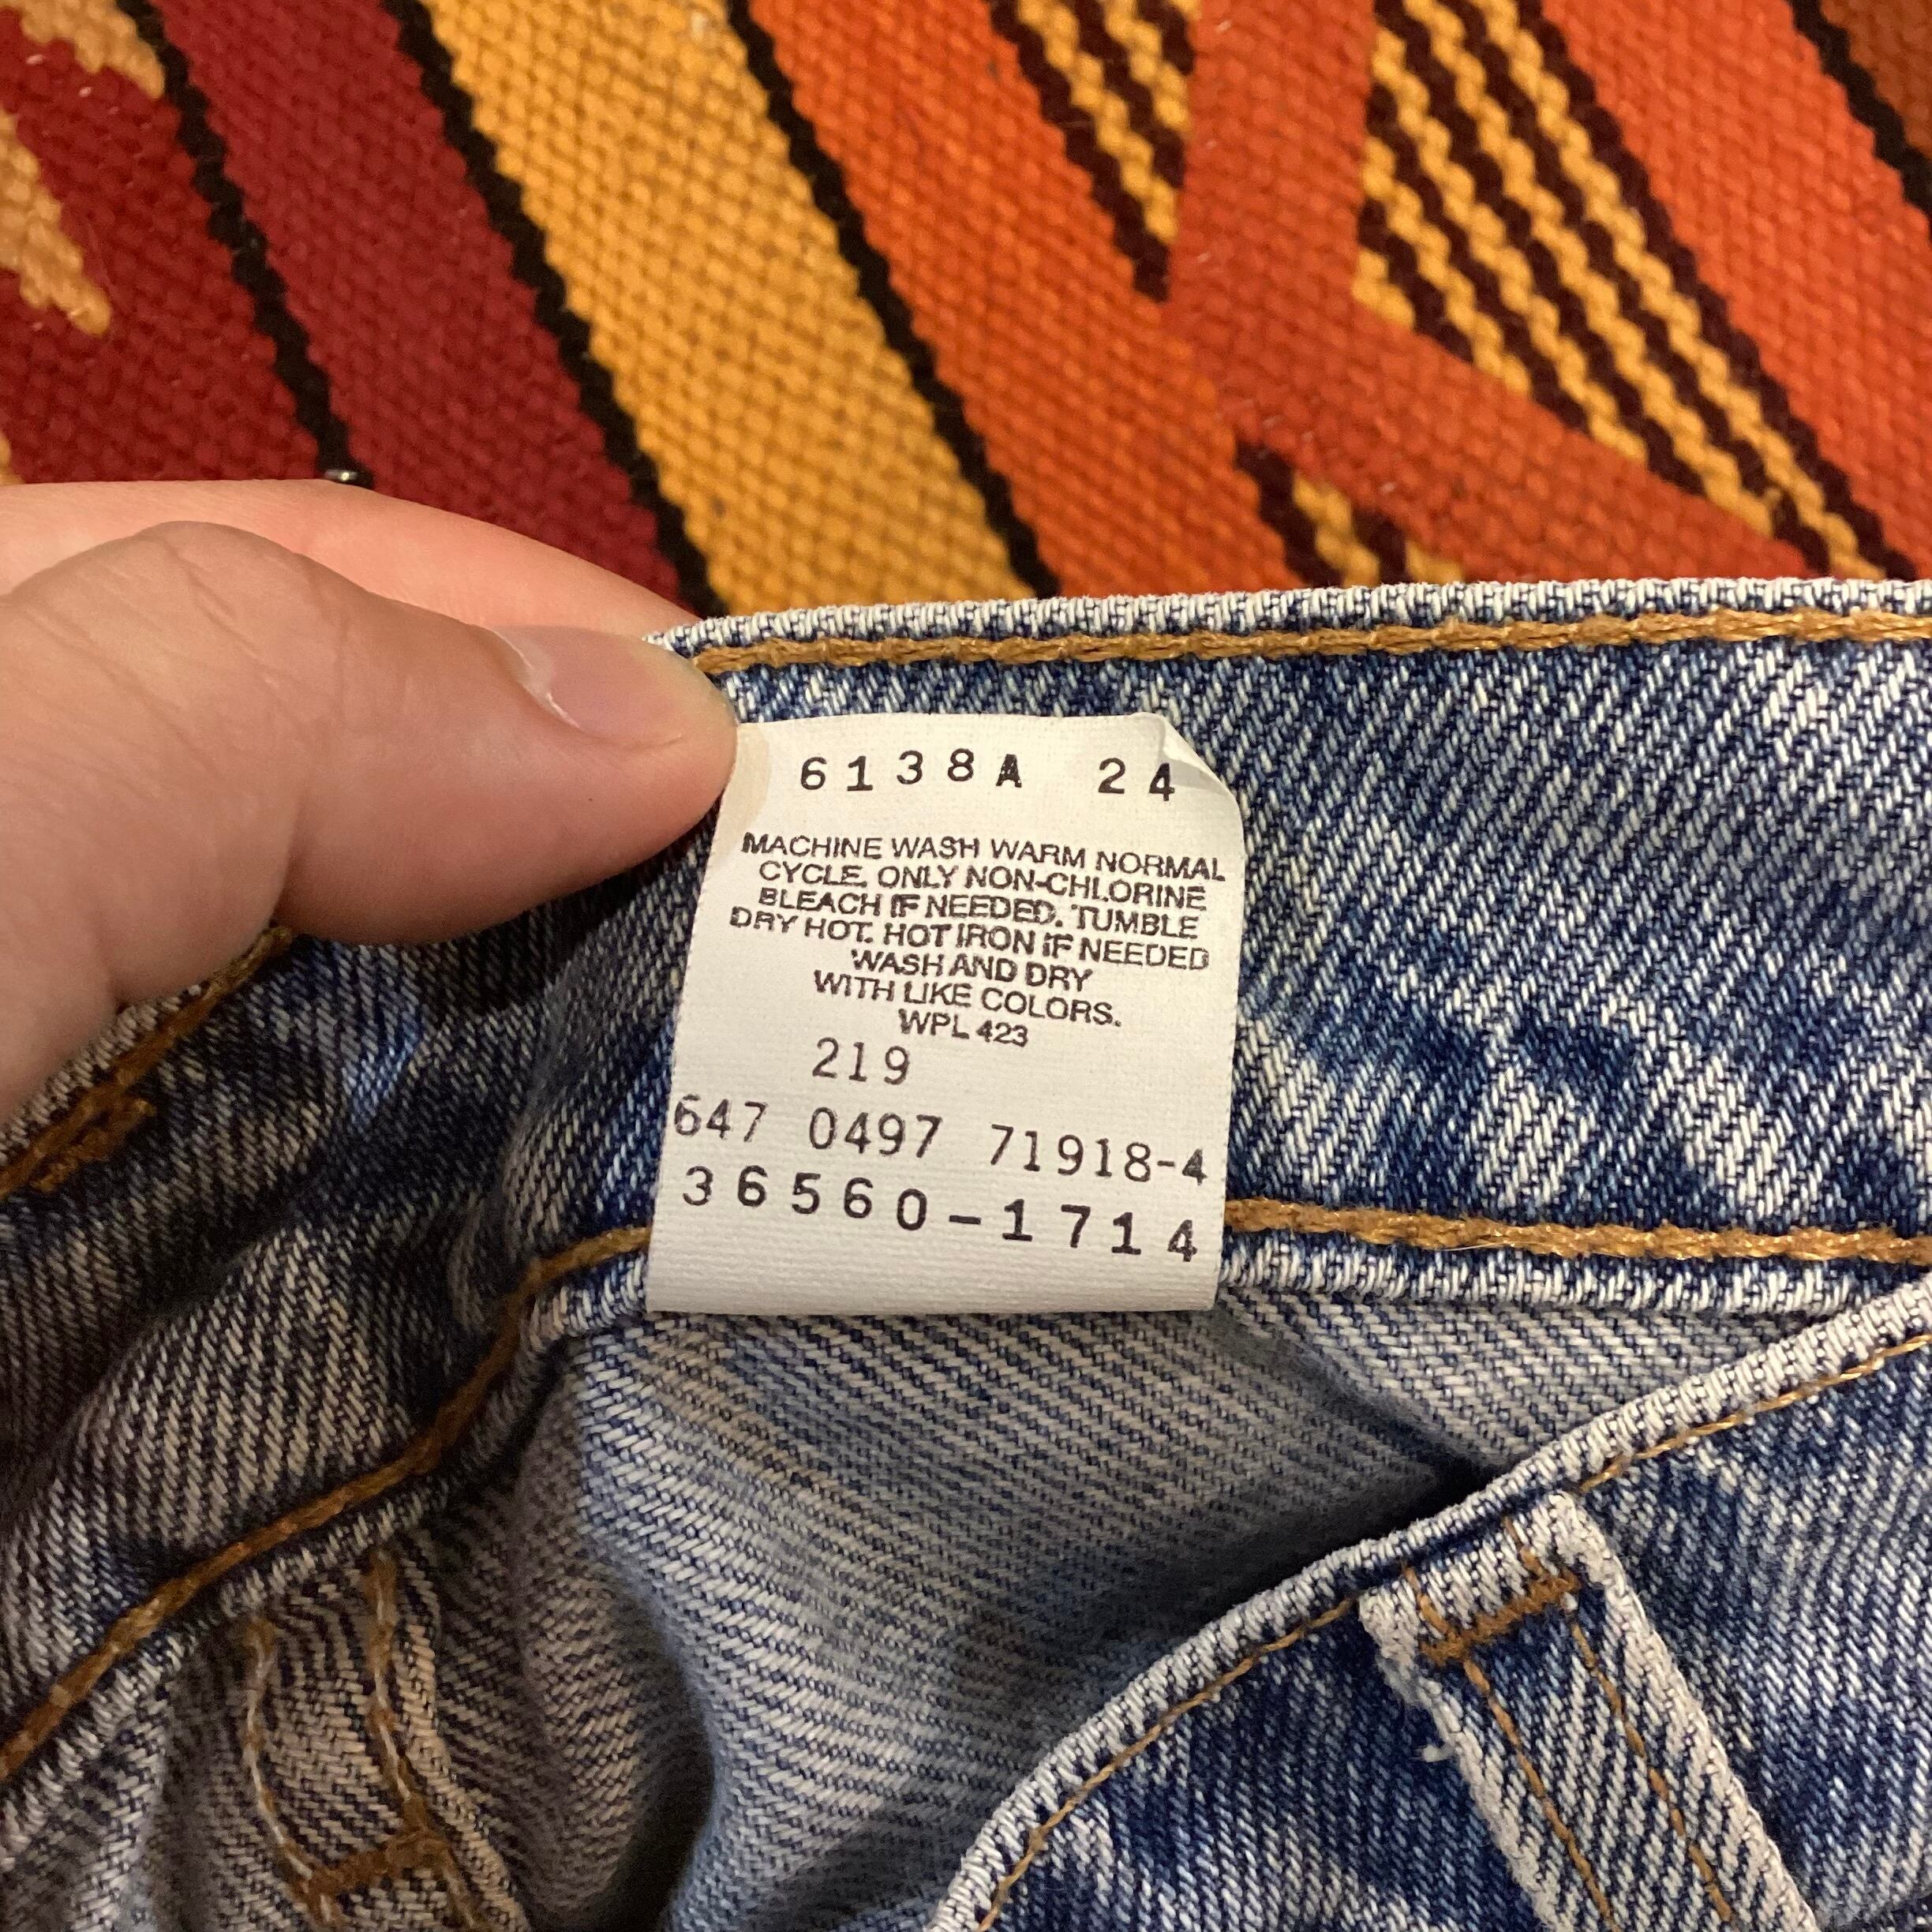 6138A 24
MACHINE WASH WARM NORMAL
CYCLE. ONLY NON-CHLORINE
BLEACH IF NEEDED. TUMBLE
DRY HOT. HOT IRON IF NEEDED
WASH AND DRY
WITH LIKE COLORS.
WPL 423
219
647 0497 71918-4
36560-1714